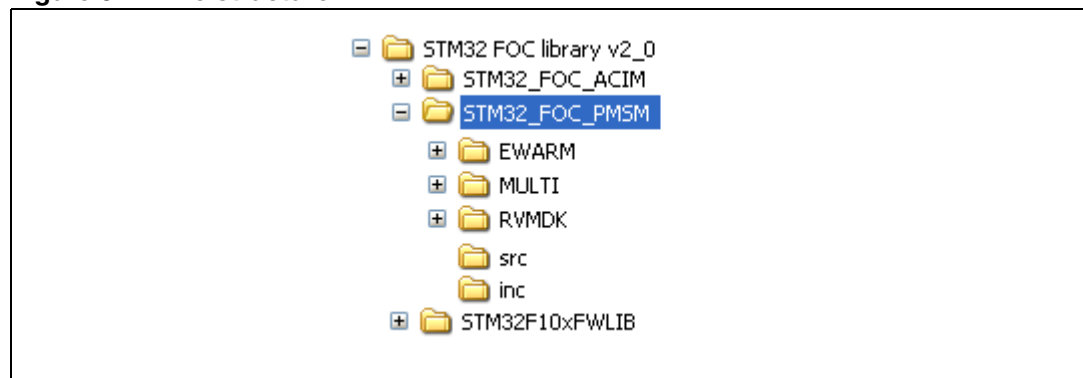 STM32 FOC library v2_0
STM32_FOC_ACIM
STM32_FOC_PMSM
EWARM
MULTI
RVMDK
src
inc
STM32F10xFWLIB